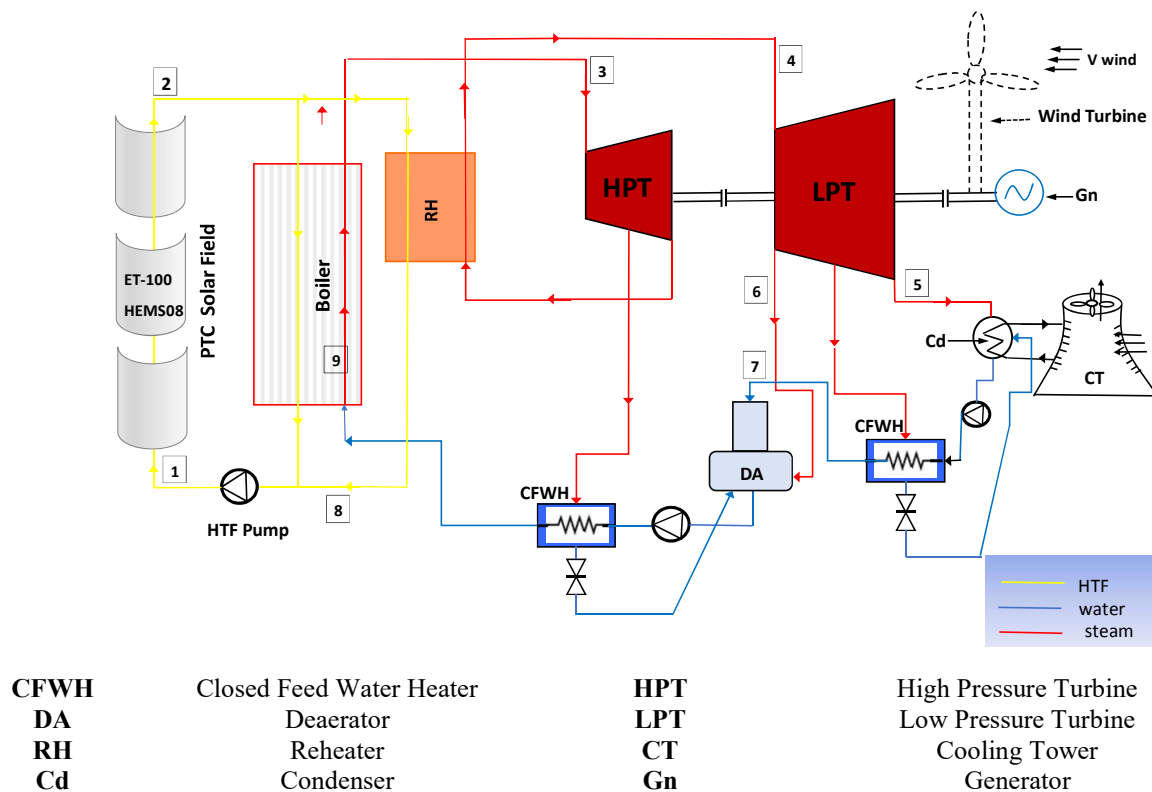 2
3
4
V wind
Wind Turbine
HPT
LPT
RH
Gn
ET-100
HEMS08
PTC Solar Field
Boiler
6
5
Cd
CT
9
7
CFWH
DA
1
8
HTF Pump
CFWH
HTF
water
steam
CFWH Closed Feed Water Heater HPT High Pressure Turbine
DA Deaerator LPT Low Pressure Turbine
RH Reheater CT Cooling Tower
Cd Condenser Gn Generator